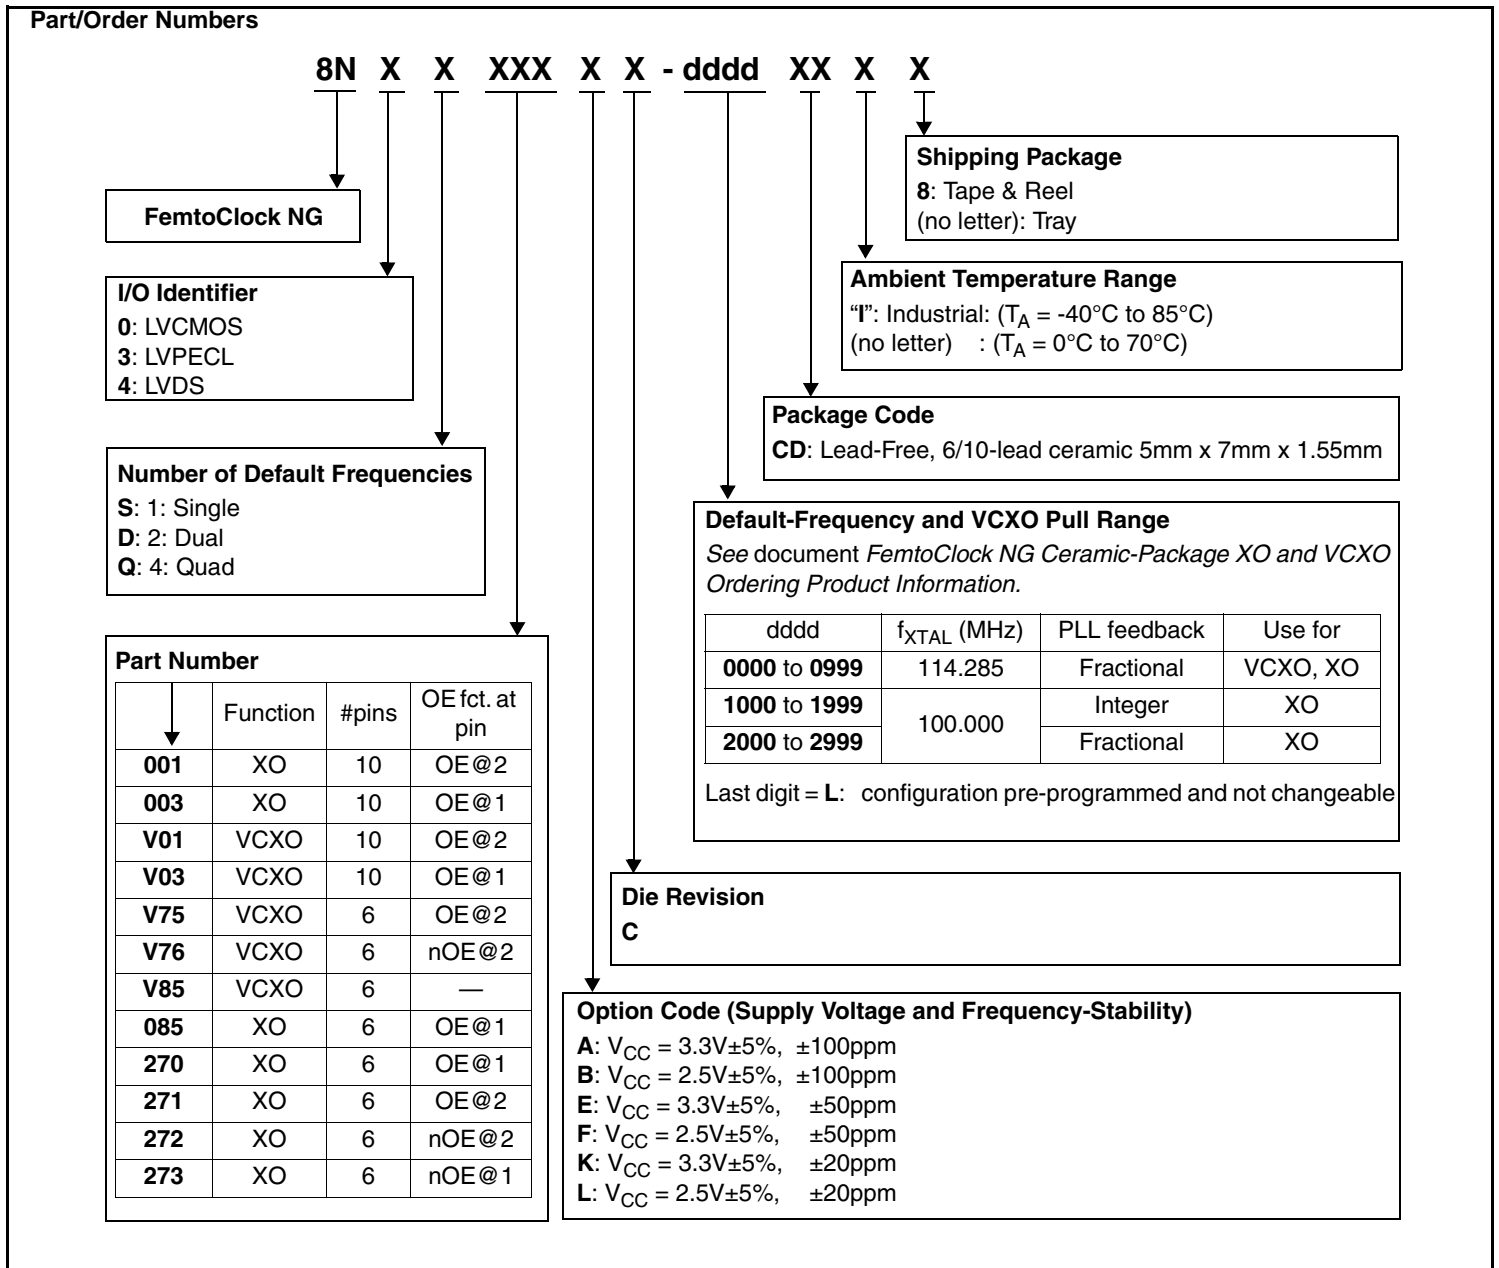 Part/Order Numbers
8N X X XXX X X - dddd XX X X
Shipping Package
8: Tape & Reel
(no letter): Tray
FemtoClock NG
Ambient Temperature Range
“I”: Industrial: (TA = -40°C to 85°C)
(no letter) : (TA = 0°C to 70°C)
I/O Identifier
0: LVCMOS
3: LVPECL
4: LVDS
Package Code
CD: Lead-Free, 6/10-lead ceramic 5mm x 7mm x 1.55mm
Number of Default Frequencies
S: 1: Single
D: 2: Dual
Q: 4: Quad
Default-Frequency and VCXO Pull Range
See document FemtoClock NG Ceramic-Package XO and VCXO
Ordering Product Information.
dddd fXTAL (MHz) PLL feedback Use for
0000 to 0999 114.285 Fractional VCXO, XO
1000 to 1999 100.000 Integer XO
2000 to 2999 Fractional XO
Last digit = L: configuration pre-programmed and not changeable
Part Number
Function #pins OE fct. at
pin
001 XO 10 OE@2
003 XO 10 OE@1
V01 VCXO 10 OE@2
V03 VCXO 10 OE@1
V75 VCXO 6 OE@2
V76 VCXO 6 nOE@2
V85 VCXO 6 —
085 XO 6 OE@1
270 XO 6 OE@1
271 XO 6 OE@2
272 XO 6 nOE@2
273 XO 6 nOE@1
Die Revision
C
Option Code (Supply Voltage and Frequency-Stability)
A: VCC = 3.3V±5%, ±100ppm
B: VCC = 2.5V±5%, ±100ppm
E: VCC = 3.3V±5%, ±50ppm
F: VCC = 2.5V±5%, ±50ppm
K: VCC = 3.3V±5%, ±20ppm
L: VCC = 2.5V±5%, ±20ppm